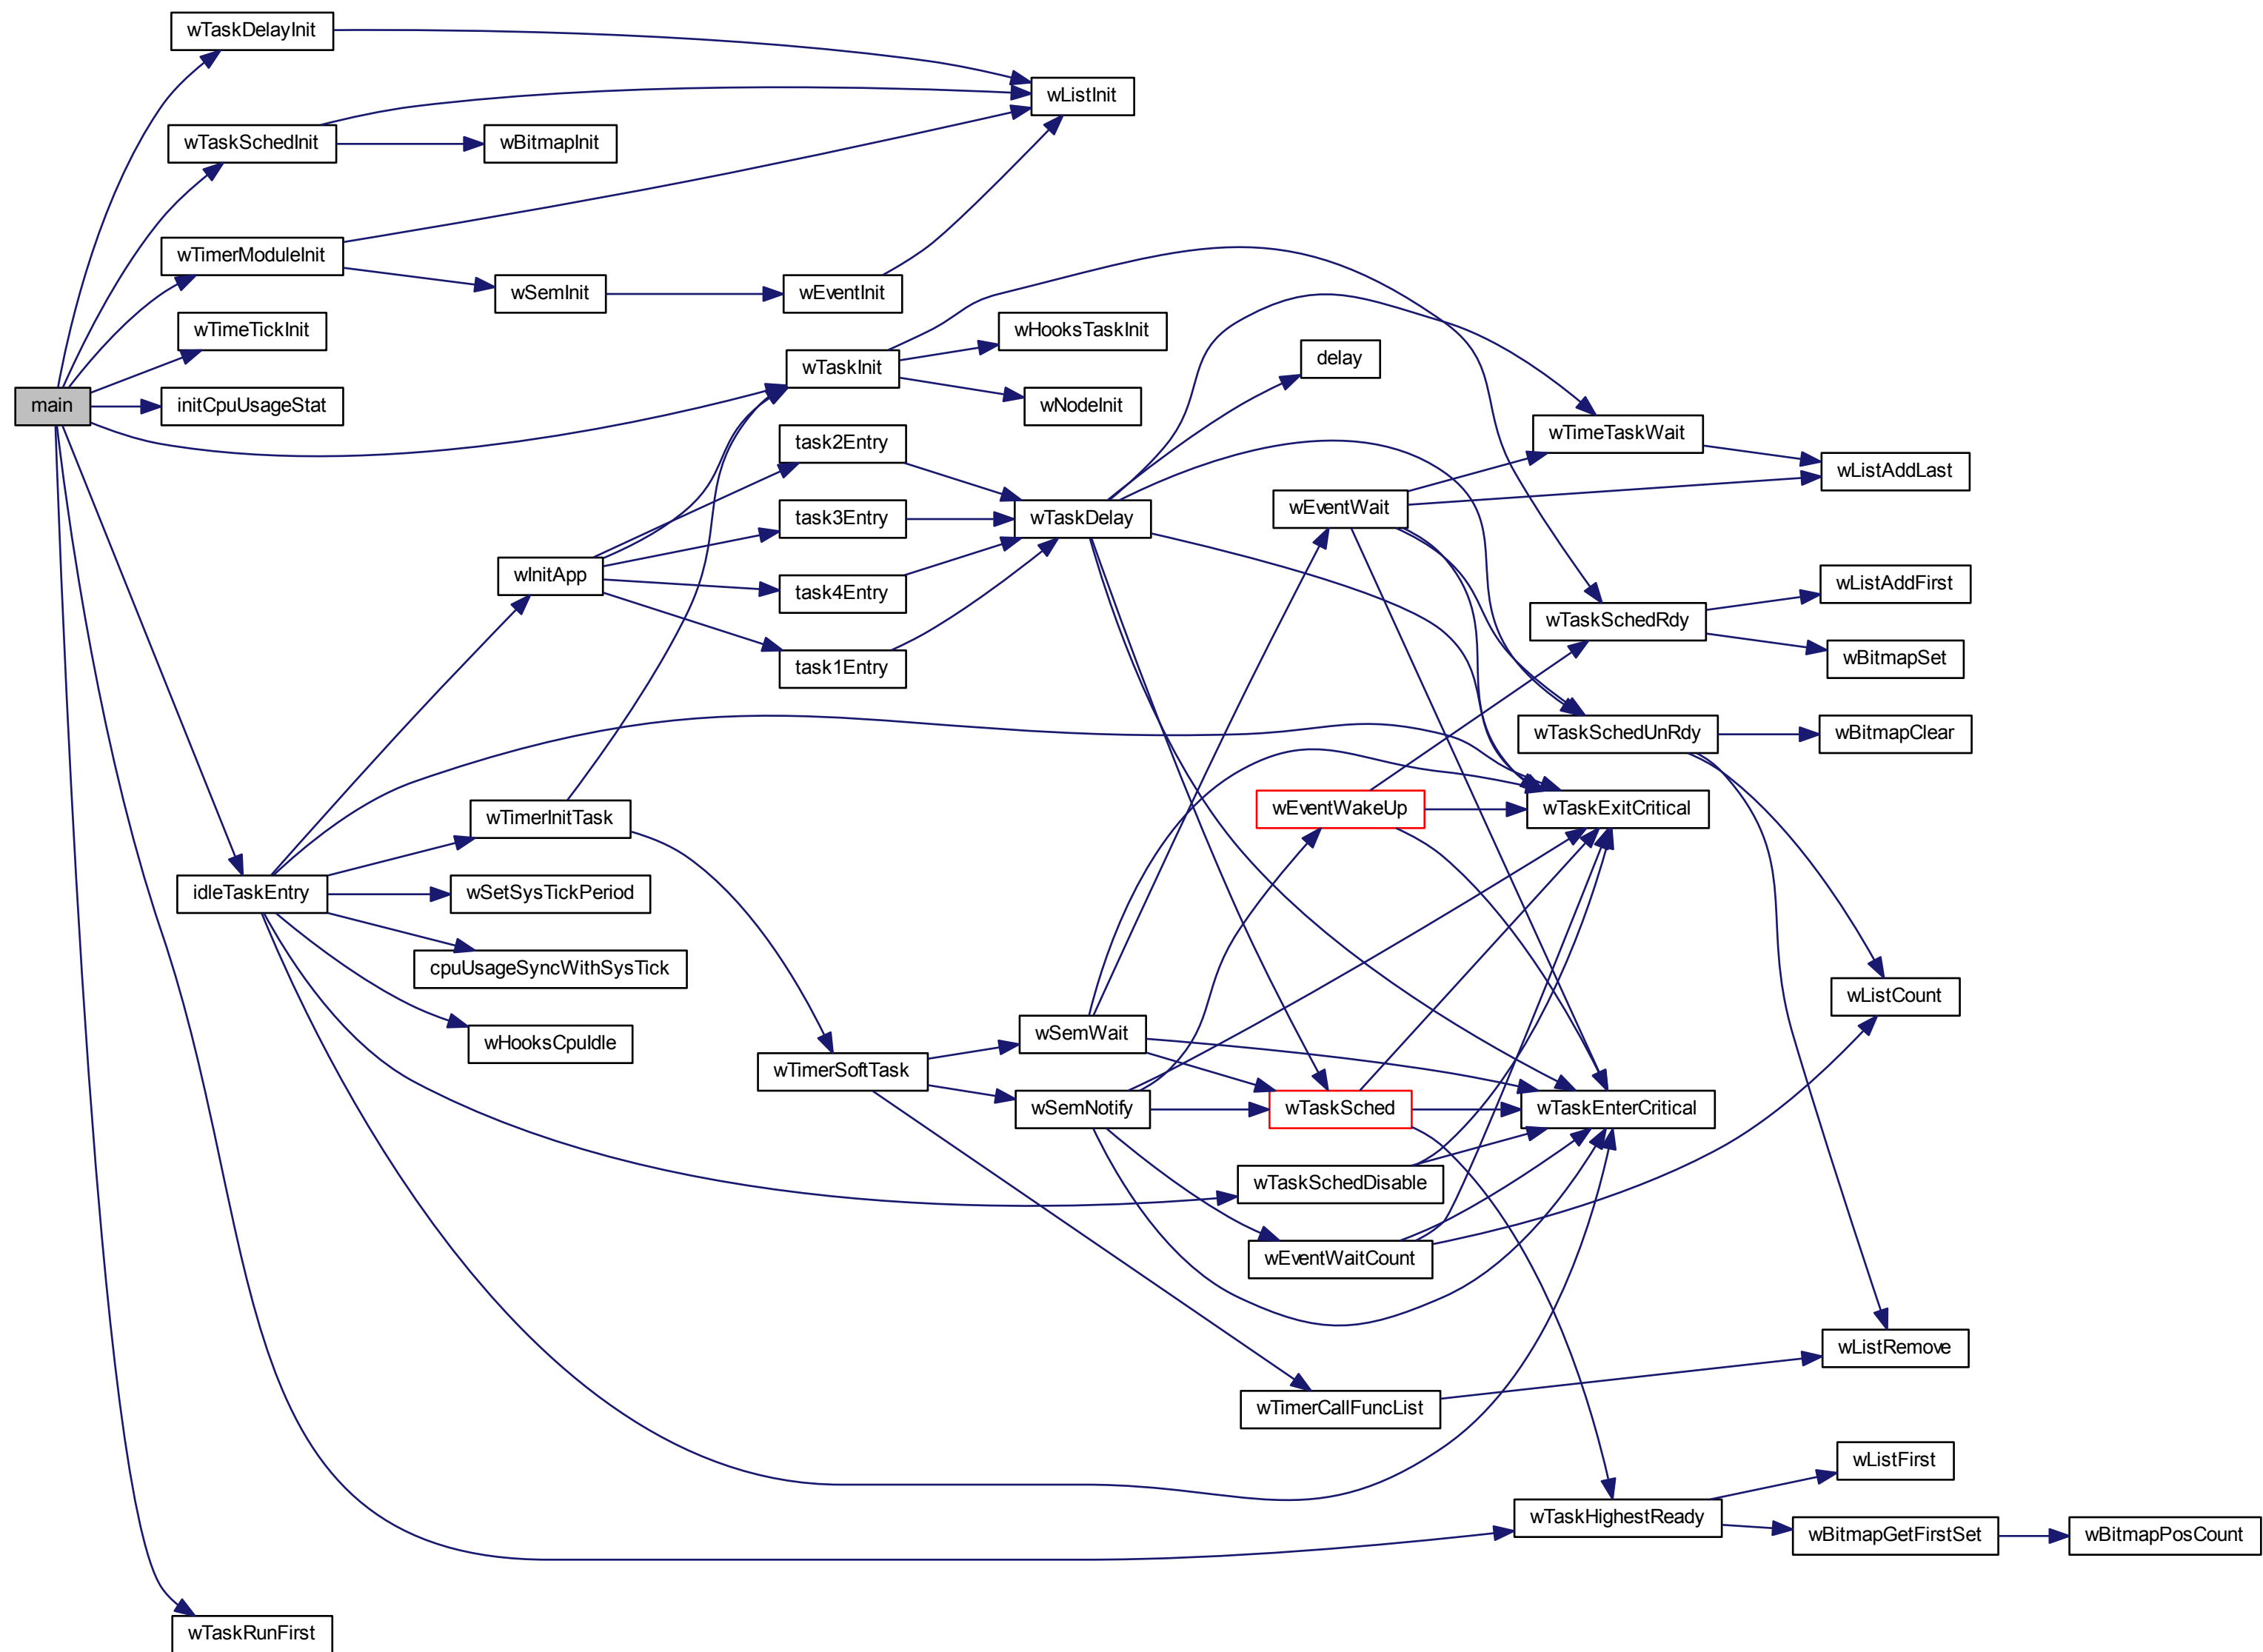 wTaskDelayInit
wListInit
wTaskSchedInit
wBitmapInit
wTimerModuleInit
wSemInit
wEventInit
wTimeTickInit
wHooksTaskInit
delay
wTaskInit
main
initCpuUsageStat
wNodeInit
task2Entry
wTimeTaskWait
wListAddLast
wEventWait
task3Entry
wTaskDelay
wInitApp
wListAddFirst
task4Entry
wTaskSchedRdy
wBitmapSet
task1Entry
wTaskSchedUnRdy
wBitmapClear
wTimerInitTask
wEventWakeUp
wTaskExitCritical
idleTaskEntry
wSetSysTickPeriod
cpuUsageSyncWithSysTick
wListCount
wHooksCpuIdle
wSemWait
wTimerSoftTask
wSemNotify
wTaskSched
wTaskEnterCritical
wTaskSchedDisable
wEventWaitCount
wListRemove
wTimerCallFuncList
wListFirst
wTaskHighestReady
wBitmapGetFirstSet
wBitmapPosCount
wTaskRunFirst